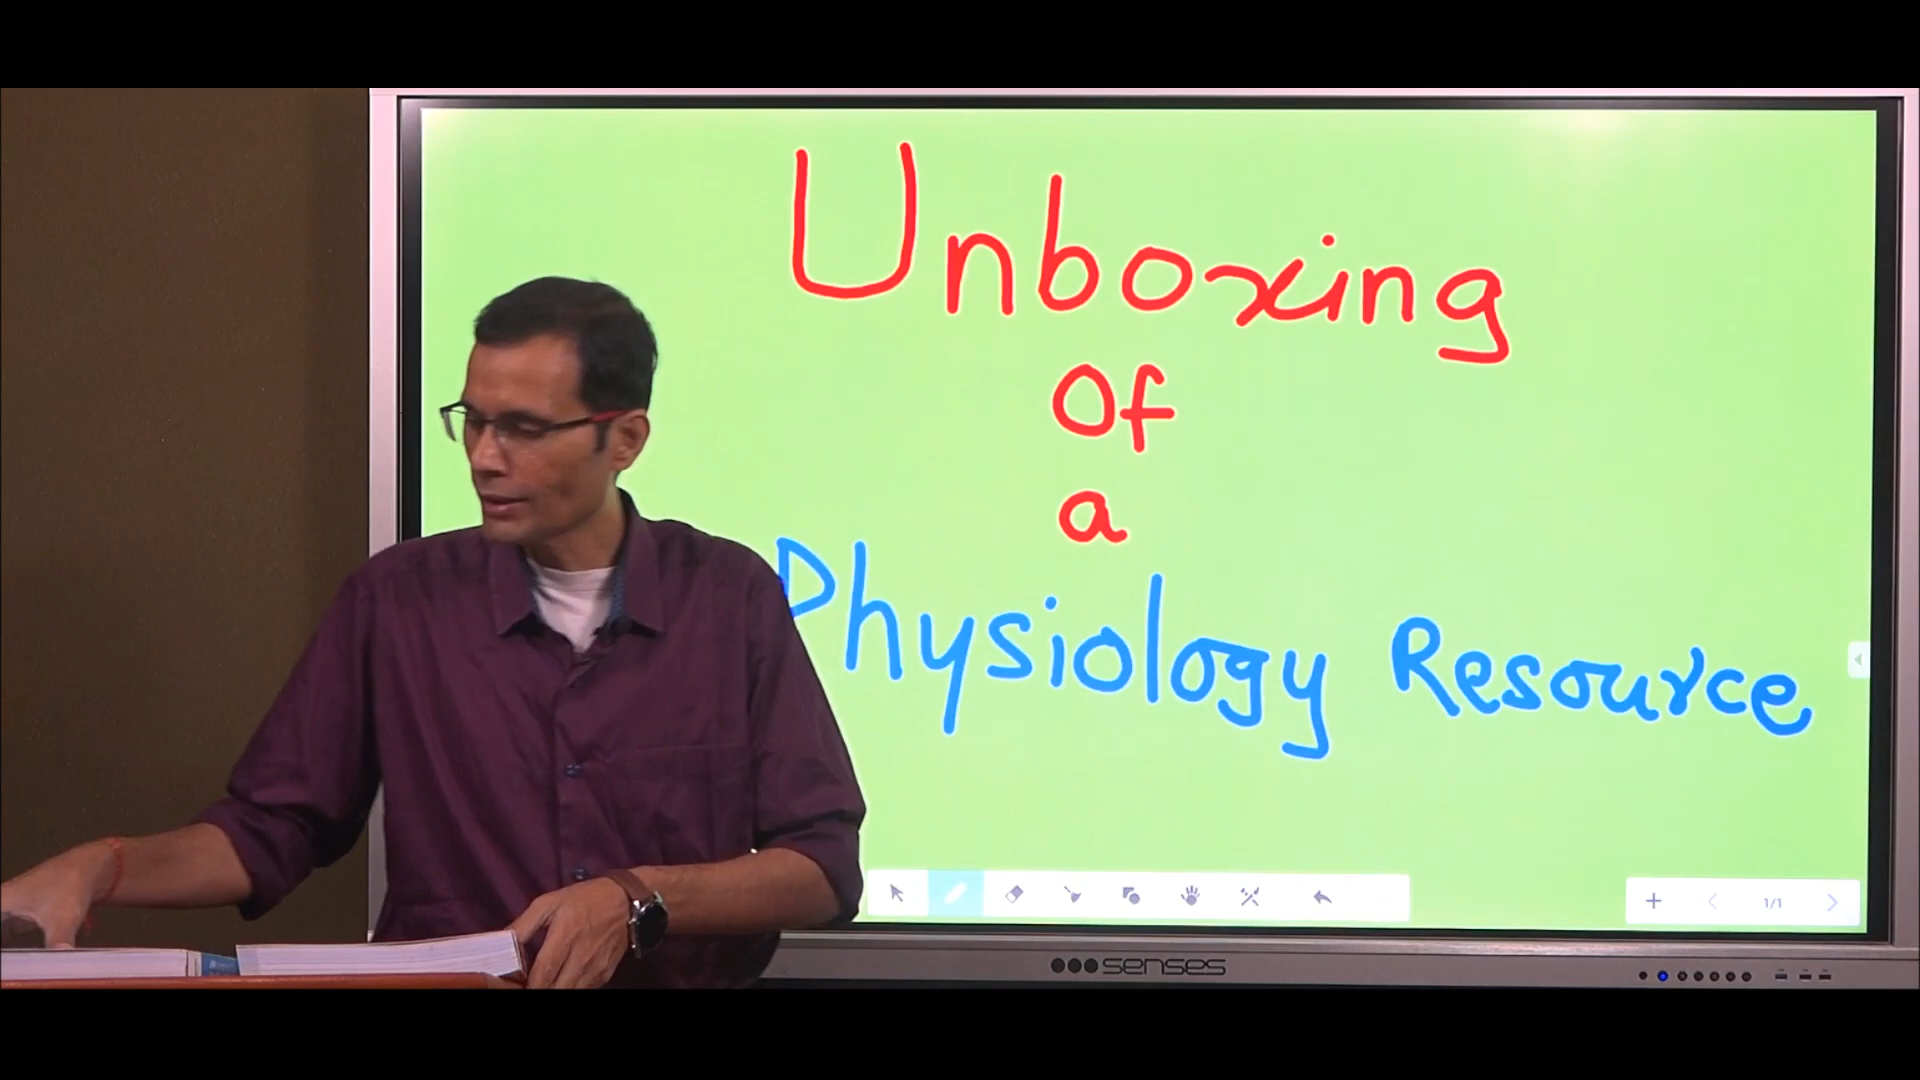 Unboxing
Of
a
Physiology Resource
1/1
senses